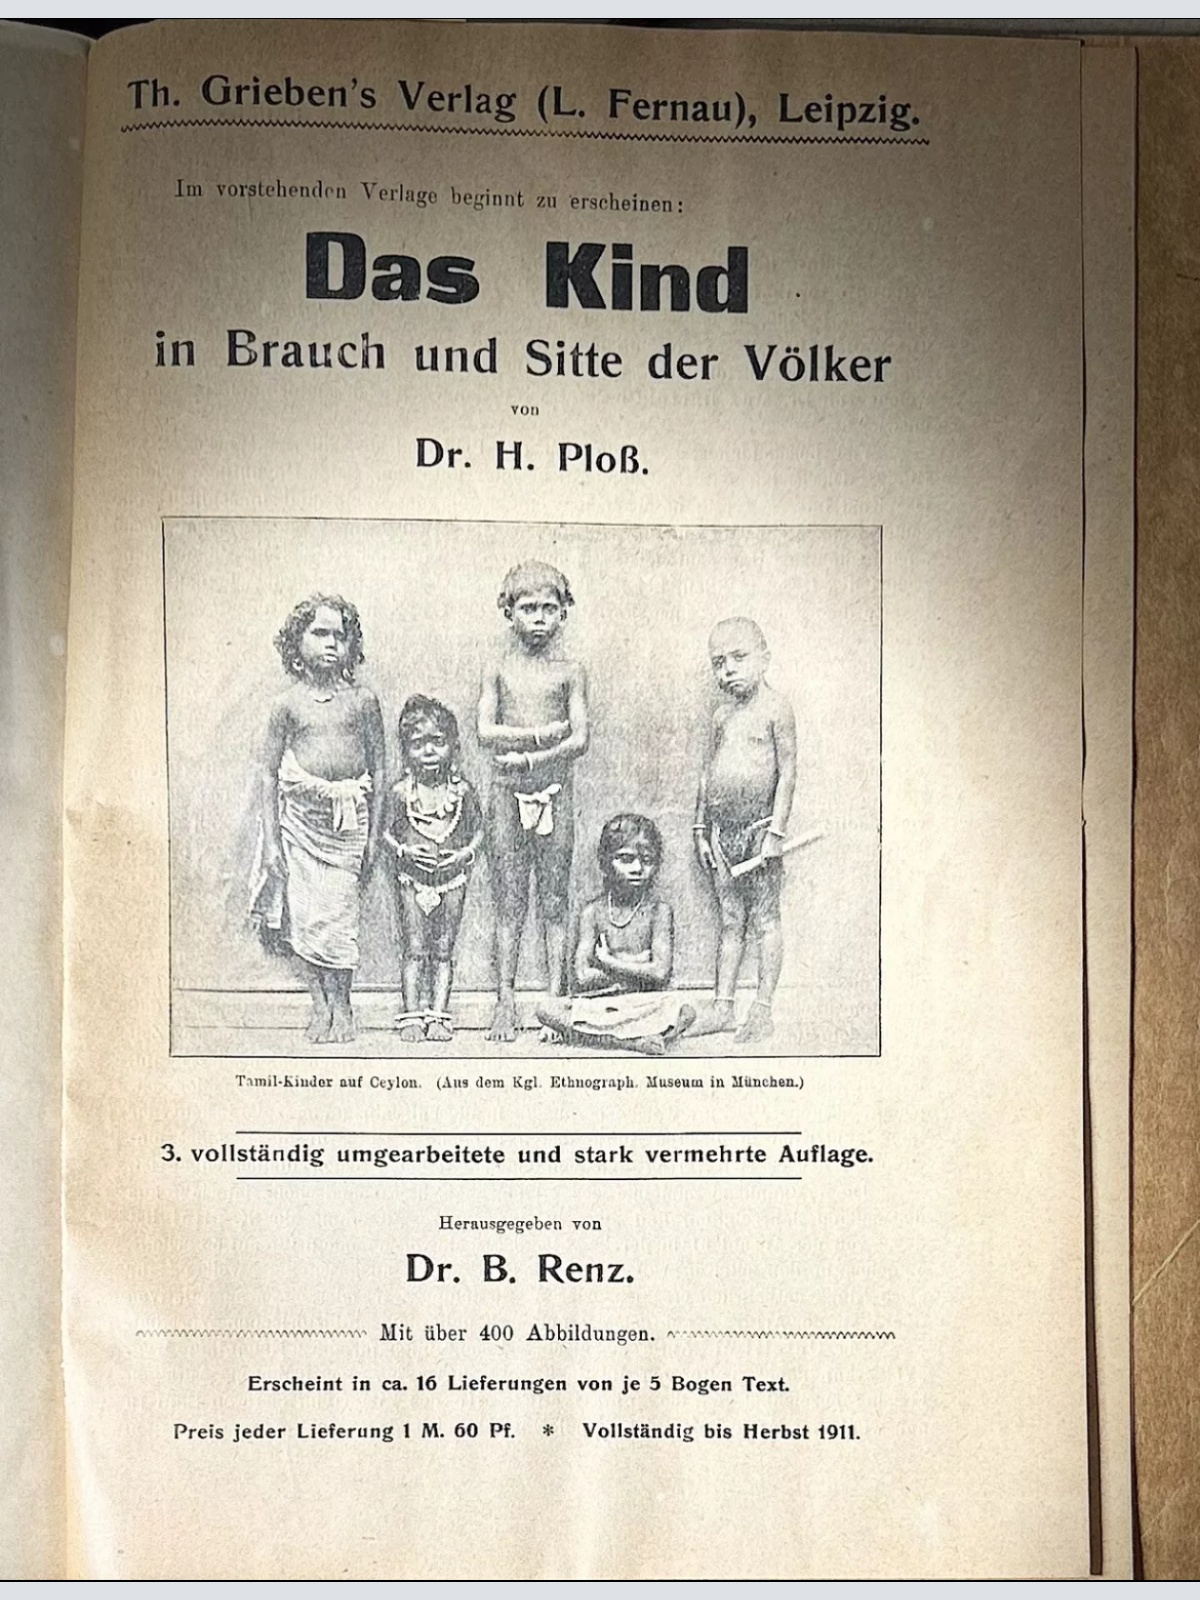 Th. Grieben's Verlag (L. Fernau), Leipzig.
Im vorstehenden Verlage beginnt zu erscheinen:
Das Kind
in Brauch und Sitte der Völker
von
Dr. H. Ploß.
Tamil-Kinder auf Ceylon. (Aus dem Kgl. Ethnograph. Museum in München.)
3. vollständig umgearbeitete und stark vermehrte Auflage.
Herausgegeben von
Dr. B. Renz.
Mit über 400 Abbildungen.
Erscheint in ca. 16 Lieferungen von je 5 Bogen Text.
Preis jeder Lieferung 1 M. 60 Pf. * Vollständig bis Herbst 1911.